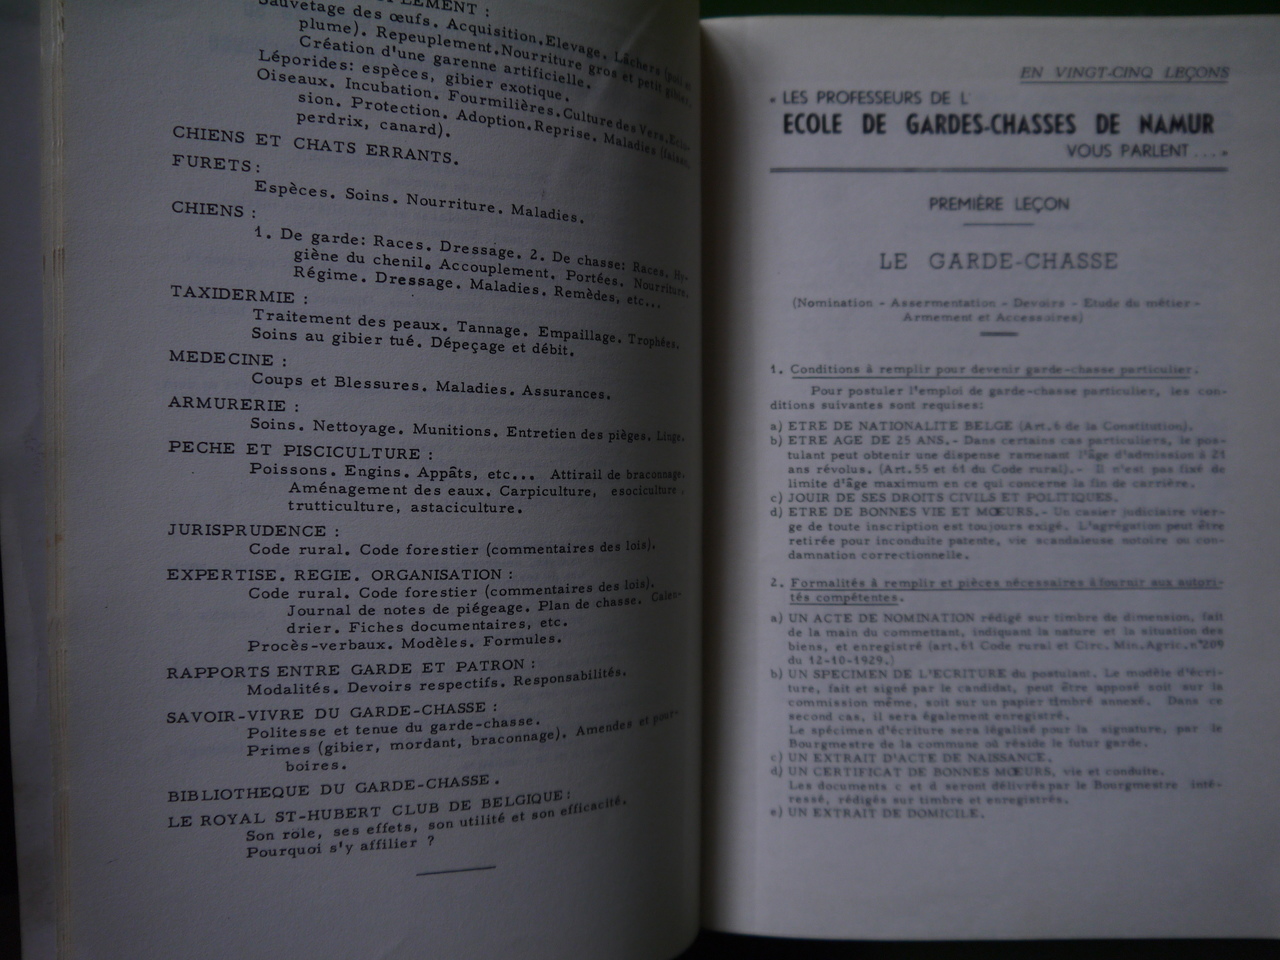 LEMENT :
Sauvetage des œufs. Acquisition. Elevage. Lâchers
plume). Repeuplement. Nourriture gros et petit gibier.
Création d'une garenne artificielle.
Léporides: espèces, gibier exotique.
Oiseaux. Incubation. Fourmilières. Culture des Vers.
sion. Protection. Adoption. Reprise. Maladies (faisan,
perdrix, canard).
CHIENS ET CHATS ERRANTS.
FURETS:
Espèces. Soins. Nourriture. Maladies.
CHIENS :
1. De garde: Races. Dressage. 2. De chasse: Races. Hy-
giène du chenil. Accouplement. Portées. Nourriture.
Régime. Dressage. Maladies. Remèdes, etc...
TAXIDERMIE :
Traitement des peaux. Tannage. Empaillage. Trophées.
Soins au gibier tué. Dépeçage et débit.
MEDECINE :
Coups et Blessures. Maladies. Assurances.
ARMURERIE :
Soins. Nettoyage. Munitions. Entretien des pièges. Linge.
PECHE ET PISCICULTURE :
Poissons. Engins. Appâts, etc... Attirail de braconnage.
Aménagement des eaux. Carpiculture, esociculture,
trutticulture, astaciculture.
JURISPRUDENCE :
Code rural. Code forestier (commentaires des lois).
EXPERTISE. REGIE. ORGANISATION :
Code rural. Code forestier (commentaires des lois).
Journal de notes de piégeage. Plan de chasse. Calen-
drier. Fiches documentaires, etc.
Procès-verbaux. Modèles. Formules.
RAPPORTS ENTRE GARDE ET PATRON :
Modalités. Devoirs respectifs. Responsabilités.
SAVOIR-VIVRE DU GARDE-CHASSE :
Politesse et tenue du garde-chasse.
Primes (gibier, mordant, braconnage). Amendes et pour-
boires.
BIBLIOTHEQUE DU GARDE-CHASSE.
LE ROYAL ST-HUBERT CLUB DE BELGIQUE:
Son rôle, ses effets, son utilité et son efficacité.
Pourquoi s'y affilier ?
EN VINGT-CINQ LEÇONS
« LES PROFESSEURS DE L'
ECOLE DE GARDES-CHASSES DE NAMUR
VOUS PARLENT .... »
PREMIÈRE LEÇON
LE GARDE-CHASSE
(Nomination - Assermentation - Devoirs - Etude du métier -
Armement et Accessoires)
1. Conditions à remplir pour devenir garde-chasse particulier.
Pour postuler l'emploi de garde-chasse particulier, les con-
ditions suivantes sont requises:
a) ETRE DE NATIONALITE BELGE (Art.6 de la Constitution).
b) ETRE AGE DE 25 ANS.- Dans certains cas particuliers, le pos-
tulant peut obtenir une dispense ramenant l'âge d'admission à 21
ans révolus. (Art.55 et 61 du Code rural).- Il n'est pas fixé de
limite d'âge maximum en ce qui concerne la fin de carrière.
c) JOUIR DE SES DROITS CIVILS ET POLITIQUES.
d) ETRE DE BONNES VIE ET MŒURS.- Un casier judiciaire vier-
ge de toute inscription est toujours exigé. L'agrégation peut être
retirée pour inconduite patente, vie scandaleuse notoire ou con-
damnation correctionnelle.
2. Formalités à remplir et pièces nécessaires à fournir aux autori-
tés compétentes.
a) UN ACTE DE NOMINATION rédigé sur timbre de dimension, fait
de la main du commettant, indiquant la nature et la situation des
biens, et enregistré (art.61 Code rural et Circ. Min.Agric.n°209
du 12-10-1929.)
b) UN SPECIMEN DE L'ECRITURE du postulant. Le modèle d'écri-
ture, fait et signé par le candidat, peut être apposé soit sur la
commission même, soit sur un papier timbré annexé. Dans ce
second cas, il sera également enregistré.
Le spécimen d'écriture sera légalisé pour la signature, par le
Bourgmestre de la commune où réside le futur garde.
c) UN EXTRAIT D'ACTE DE NAISSANCE.
d) UN CERTIFICAT DE BONNES MŒURS, vie et conduite.
Les documents c et d seront délivrés par le Bourgmestre inté-
ressé, rédigés sur timbre et enregistrés.
e) UN EXTRAIT DE DOMICILE.